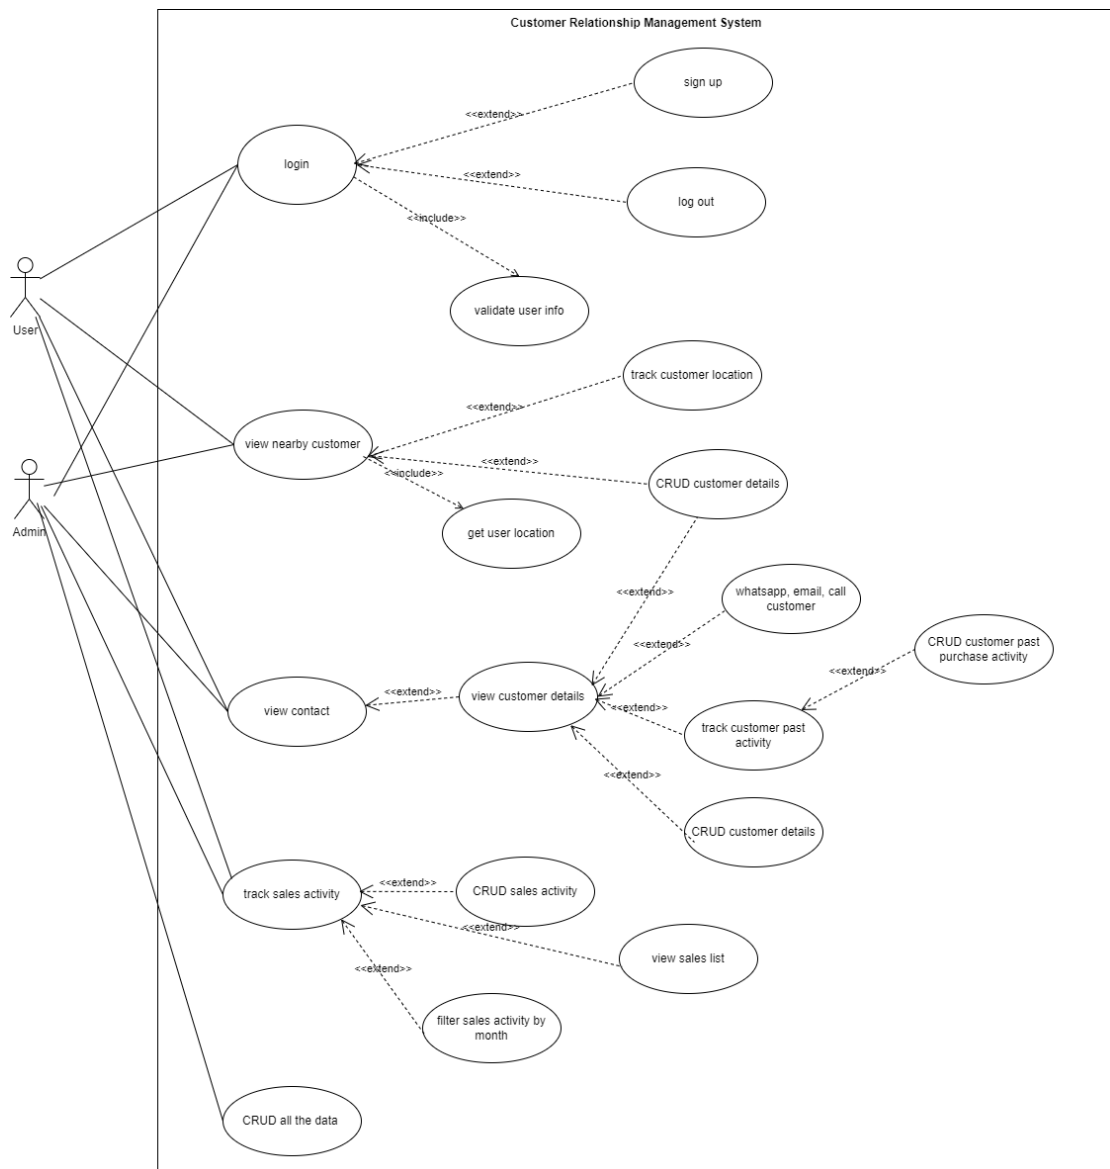 Customer Relationship Management System
sign up
<<extend>>
login
<<extend>>
log out
<<include>>
validate user info
User
track customer location
<<extend>>
view nearby customer
<<extend>>
<<include>>
CRUD customer details
get user location
Admin
<<extend>>
whatsapp, email, call
customer
<<extend>>
CRUD customer past
purchase activity
<<extend>>
view customer details
<<extend>>
view contact
<<extend>>
track customer past
activity
<<extend>>
CRUD customer details
track sales activity
<<extend>>
CRUD sales activity
<<extend>>
view sales list
<<extend>>
filter sales activity by
month
CRUD all the data